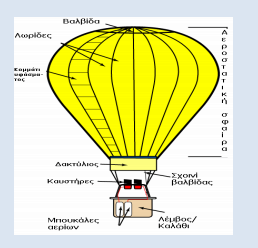 Βαλβίδα
Λωρίδες
Κομμάτι
υφάσμα-
τος
Αεροστατική σφαίρα
Δακτύλιος
Σχοινί
βαλβίδας
Καυστήρες
Μπουκάλες
αερίων
Λέμβος/
Καλάθι